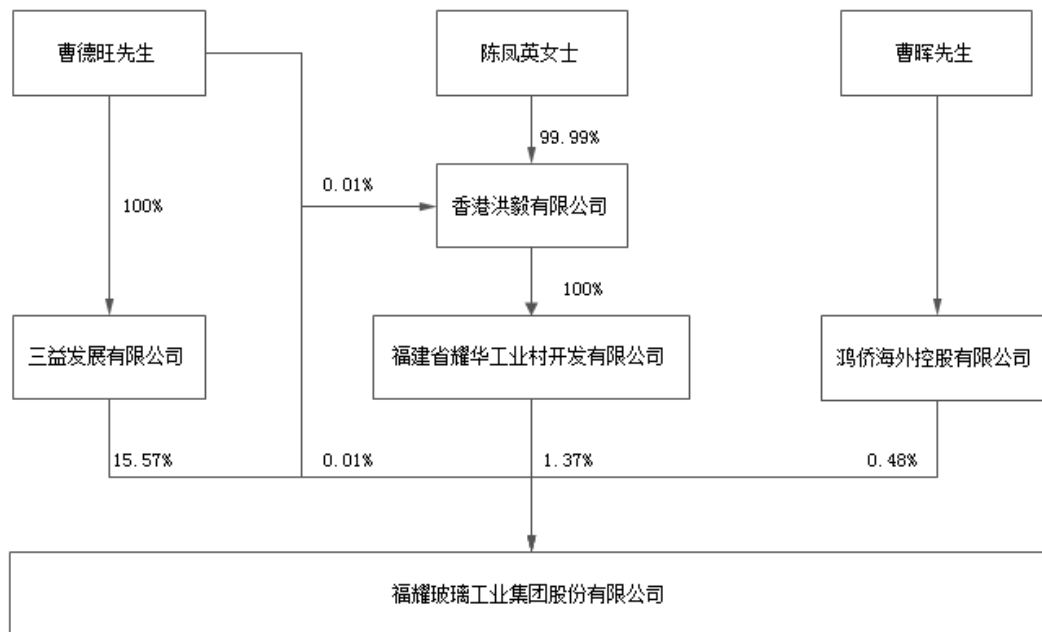 曹德旺先生
陈凤英女士
曹晖先生
99.99%
0.01%
100%
香港洪毅有限公司
100%
三益发展有限公司
福建省耀华工业村开发有限公司
鸿侨海外控股有限公司
15.57%
0.01%
1.37%
0.48%
福耀玻璃工业集团股份有限公司